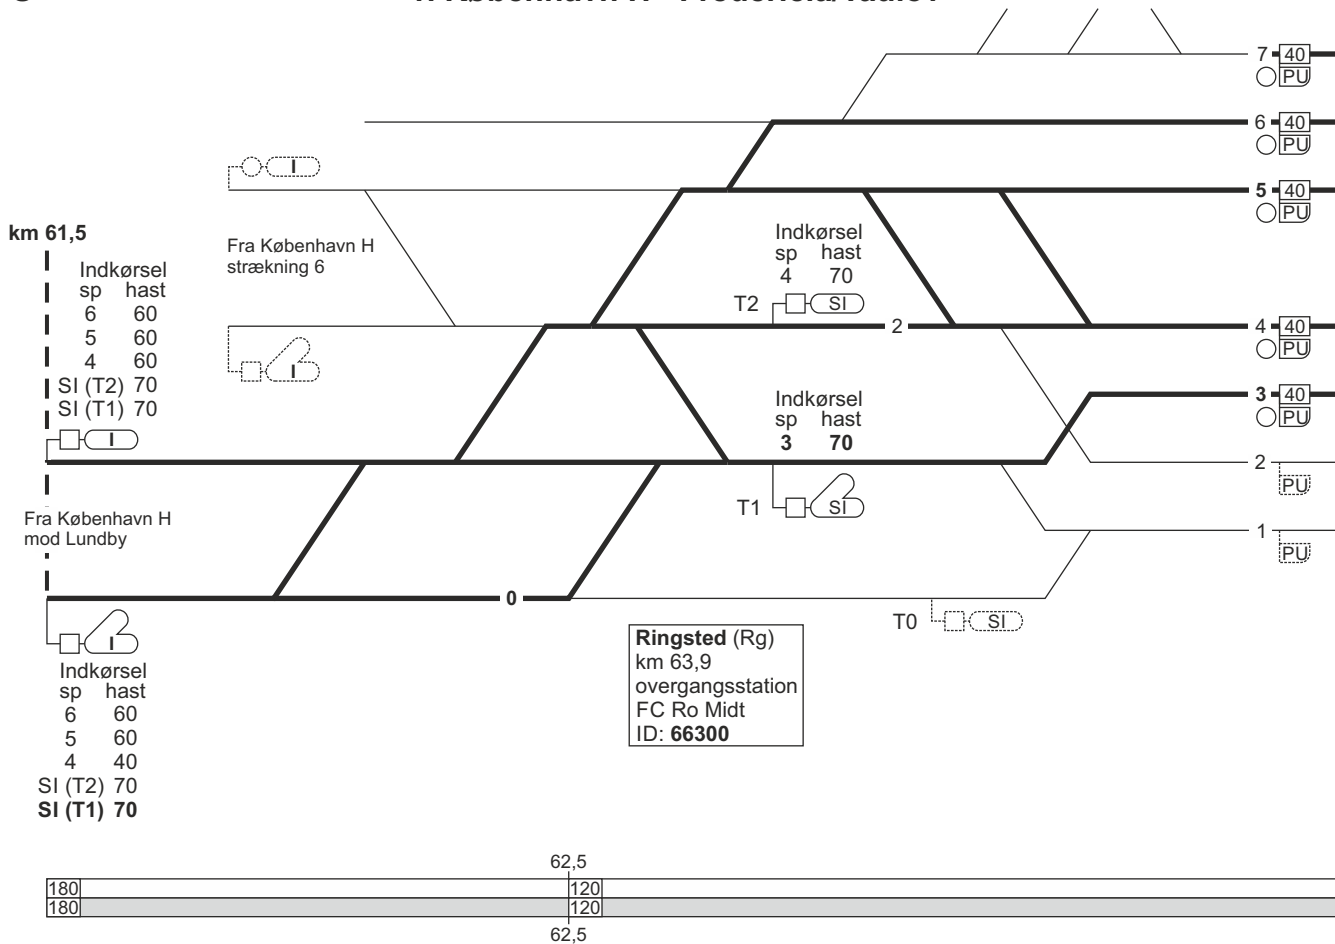 7
40
PU
6
40
PU
I
5
40
PU
km 61,5
Fra København H
strækning 6
Indkørsel
sp hast
4 70
T2
SI
2
Indkørsel
sp hast
6 60
5 60
4 60
SI (T2) 70
SI (T1) 70
I
I
4
40
PU
Indkørsel
sp hast
3 70
T1
SI
3
40
PU
2
PU
Fra København H
mod Lundby
1
PU
0
T0
SI
I
Indkørsel
sp hast
6 60
5 60
4 40
SI (T2) 70
SI (T1) 70
Ringsted (Rg)
km 63,9
overgangsstation
FC Ro Midt
ID: 66300
62,5
180
120
180
120
62,5